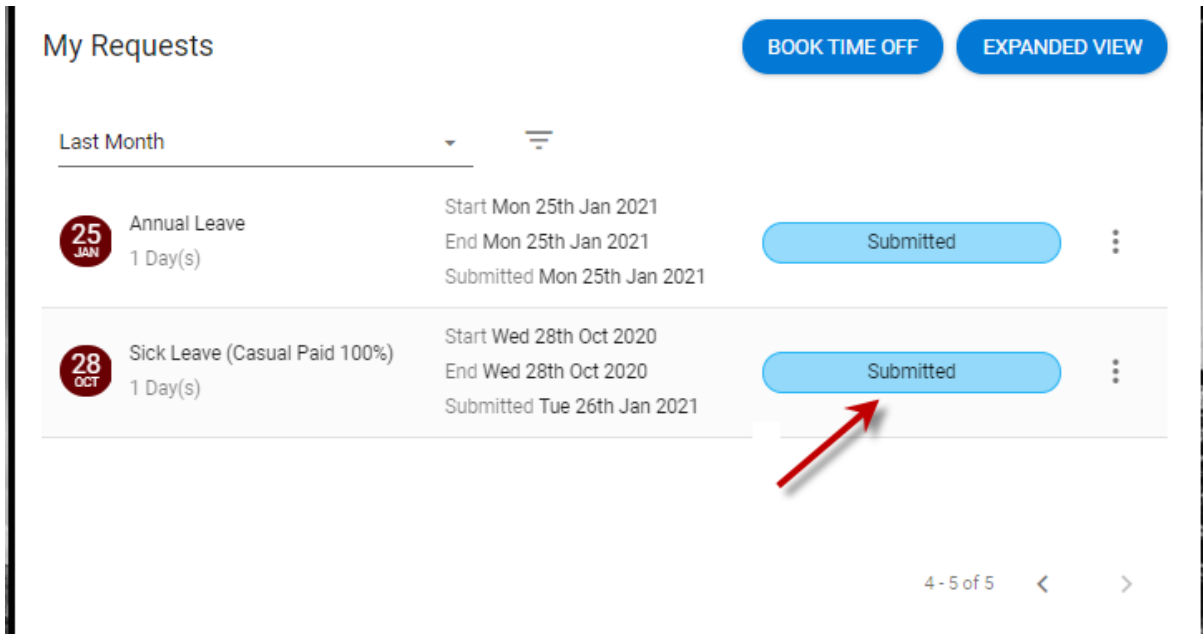 My Requests
BOOK TIME OFF
EXPANDED VIEW
Last Month
25
JAN
Annual Leave
1 Day(s)
Start Mon 25th Jan 2021
End Mon 25th Jan 2021
Submitted Mon 25th Jan 2021
Submitted
28
OCT
Sick Leave (Casual Paid 100%)
1 Day(s)
Start Wed 28th Oct 2020
End Wed 28th Oct 2020
Submitted Tue 26th Jan 2021
Submitted
4 - 5 of 5